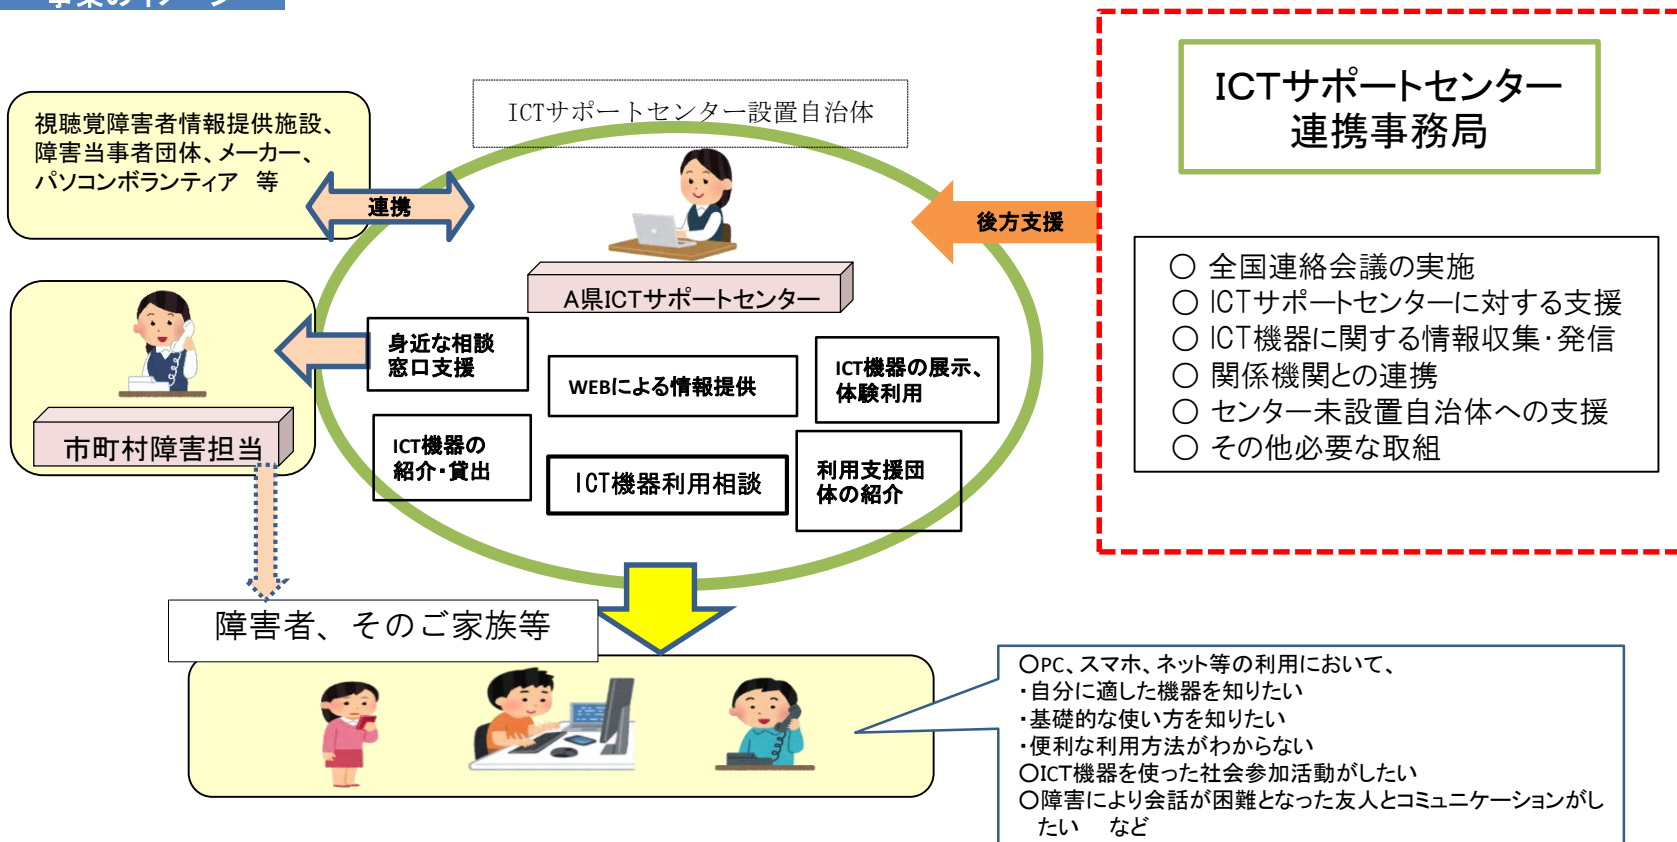 事業のイメージ
ICTサポートセンター設置自治体
視聴覚障害者情報提供施設、
障害当事者団体、メーカー、
パソコンボランティア 等
連携
後方支援
ICTサポートセンター
連携事務局
〇 全国連絡会議の実施
〇 ICTサポートセンターに対する支援
〇 ICT機器に関する情報収集・発信
〇 関係機関との連携
〇 センター未設置自治体への支援
〇 その他必要な取組
A県ICTサポートセンター
身近な相談
窓口支援
WEBによる情報提供
ICT機器の展示、
体験利用
ICT機器の
紹介・貸出
ICT機器利用相談
利用支援団
体の紹介
市町村障害担当
障害者、そのご家族等
〇PC、スマホ、ネット等の利用において、
・自分に適した機器を知りたい
・基礎的な使い方を知りたい
・便利な利用方法がわからない
〇ICT機器を使った社会参加活動がしたい
〇障害により会話が困難となった友人とコミュニケーションがし
たい など